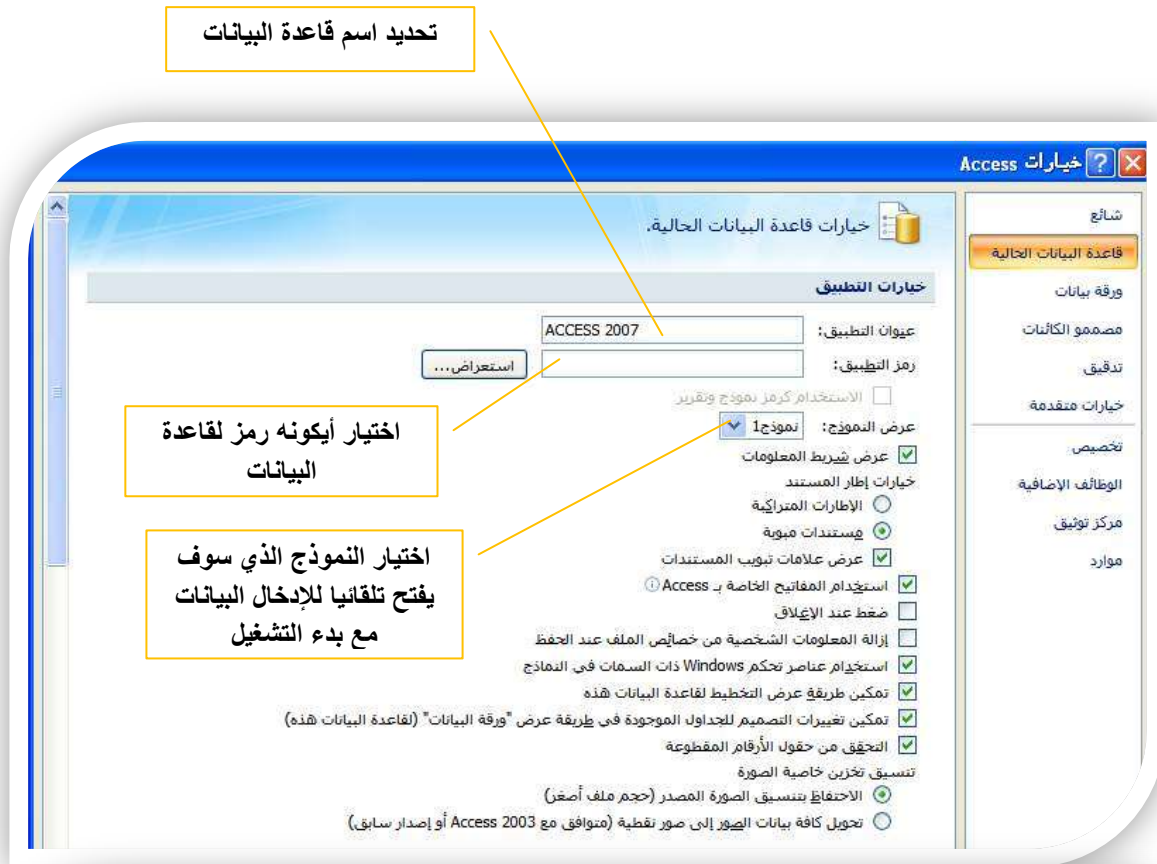 تحديد اسم قاعدة البيانات
خيارات Access
شائع
قاعدة البيانات الحالية
ورقة بيانات
مصممو الكائنات
تدقيق
خيارات متقدمة
تخصيص
الوظائف الإضافية
مركز توثيق
موارد
خيارات قاعدة البيانات الحالية.
خيارات التطبيق
عنوان التطبيق: ACCESS 2007
رمز التطبيق: استعراض...
الاستخدام كرمز نموذج وتقرير
عرض النموذج: نموذج1
عرض شريط المعلومات
خيارات إطار المستند
الإطارات المتراكبة
مستندات مبوبة
عرض علامات تبويب المستندات
استخدام المفاتيح الخاصة بـ Access
ضغط عند الإغلاق
إزالة المعلومات الشخصية من خصائص الملف عند الحفظ
استخدام عناصر تحكم Windows ذات السمات في النماذج
تمكين طريقة عرض التخطيط لقاعدة البيانات هذه
تمكين تغييرات التصميم للجداول الموجودة في طريقة عرض "ورقة البيانات" (لقاعدة البيانات هذه)
التحقق من حقول الأرقام المقطوعة
تنسيق تخزين خاصية الصورة
الاحتفاظ بتنسيق الصورة المصدر (حجم ملف أصغر)
تحويل كافة بيانات الصور إلى صور نقطية (متوافق مع Access 2003 أو إصدار سابق)
اختيار أيكونه رمز لقاعدة
البيانات
اختيار النموذج الذي سوف
يفتح تلقائيا للإدخال البيانات
مع بدء التشغيل